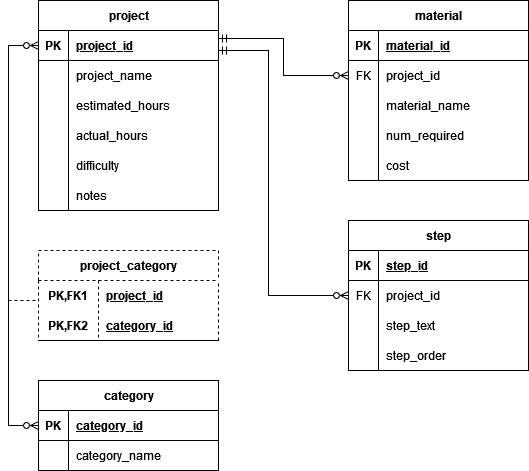 project
PK project_id
project_name
estimated_hours
actual_hours
difficulty
notes
material
PK material_id
FK project_id
material_name
num_required
cost
project_category
PK,FK1 project_id
PK,FK2 category_id
step
PK step_id
FK project_id
step_text
step_order
category
PK category_id
category_name